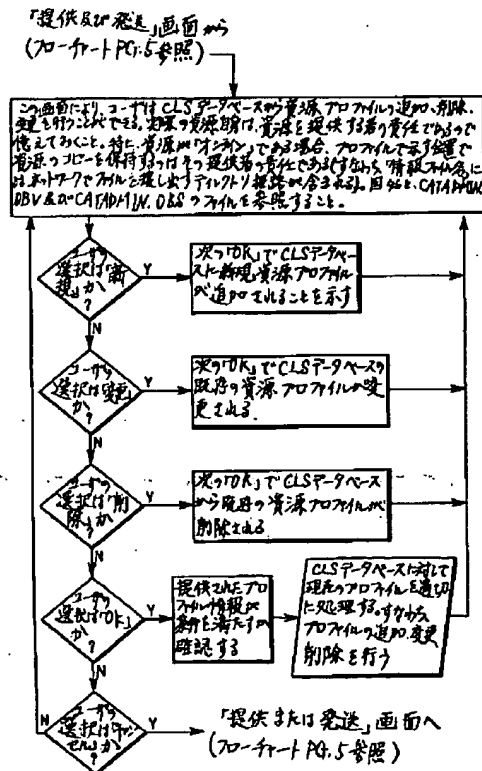 「提供及び発送」画面から
(フローチャートPG.5参照)
この画面により、ユーザはCLSデータベースから資源プロファイルの追加、削除、
変更を行うことができる。実際の資源自身は、資源を提供する者の責任であるので
憶えておくこと。特に、資源が「オンライン」である場合、プロファイルで示す位置で
資源のコピーを保持するのはその提供者の責任である(すなわち、「情報ファイル名」に
はネットワークでファイルを捜し出すディレクトリ経路が含まれる)。図54と、CATADMIN.
DBV及びCATADMIN.DBSのファイルを参照すること。
ユーザの
選択は「新
規」か
?
Y
N
次の「OK」でCLSデータベー
スに新規資源プロファイル
が追加されることを示す
ユーザの
選択は「変更」
か
?
Y
N
次の「OK」でCLSデータベースの
既存の資源プロファイルが変
更される.
ユーザの
選択は「削
除」か
?
Y
N
次の「OK」でCLSデータベース
から既存の資源プロファイルが
削除される
ユーザの
選択は「OK」
か
?
Y
N
提供されたプロ
ファイル情報が
条件を満たすか
確認する
CLSデータベースに対して
現在のプロファイルを適切
に処理する。すなわち
プロファイルの追加、変更
削除を行う
ユーザの
選択は「キャン
セル」か
?
N
Y
「提供または発送」画面へ
(フローチャートPG.5参照)